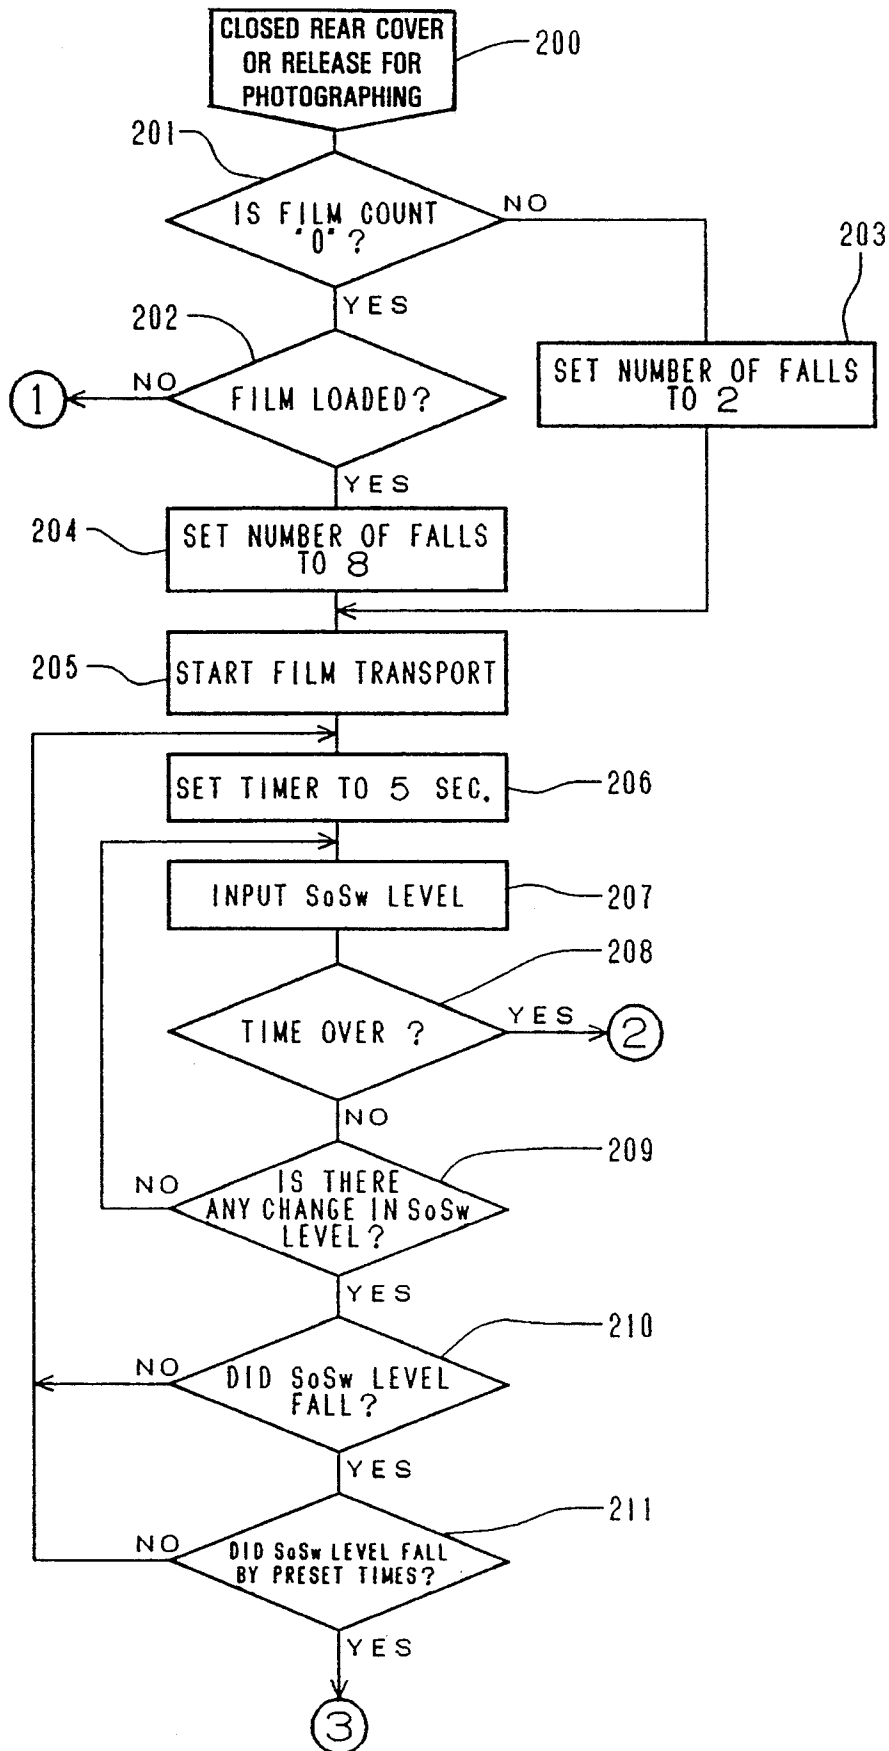 CLOSED REAR COVER
OR RELEASE FOR
PHOTOGRAPHING
200
201
IS FILM COUNT
"0" ?
NO
YES
203
SET NUMBER OF FALLS
TO 2
202
FILM LOADED?
NO
1
YES
204
SET NUMBER OF FALLS
TO 8
205
START FILM TRANSPORT
SET TIMER TO 5 SEC.
206
INPUT SoSw LEVEL
207
208
TIME OVER ?
YES
2
NO
209
IS THERE
ANY CHANGE IN SoSw
LEVEL?
NO
YES
210
DID SoSw LEVEL
FALL?
NO
YES
211
DID SoSw LEVEL FALL
BY PRESET TIMES?
NO
YES
3